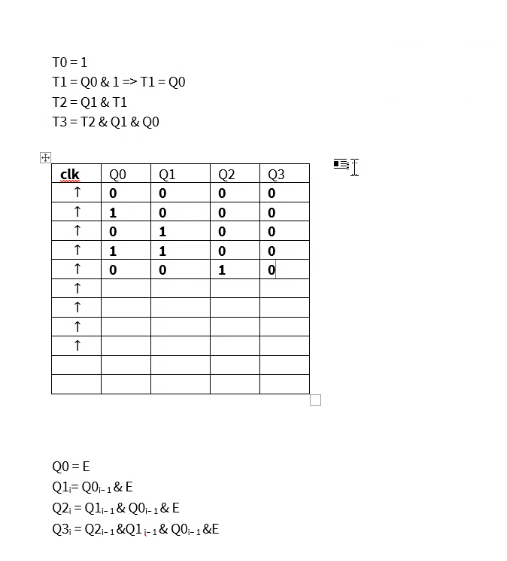 T0 = 1
T1 = Q0 & 1 => T1 = Q0
T2 = Q1 & T1
T3 = T2 & Q1 & Q0
clk Q0 Q1 Q2 Q3
↑ 0 0 0 0
↑ 1 0 0 0
↑ 0 1 0 0
↑ 1 1 0 0
↑ 0 0 1 0
↑
↑
↑
↑
Q0 = E
Q1ᵢ= Q0ᵢ₋₁ & E
Q2ᵢ = Q1ᵢ₋₁ & Q0ᵢ₋₁ & E
Q3ᵢ = Q2ᵢ₋₁ &Q1 ᵢ₋₁ & Q0ᵢ₋₁ &E